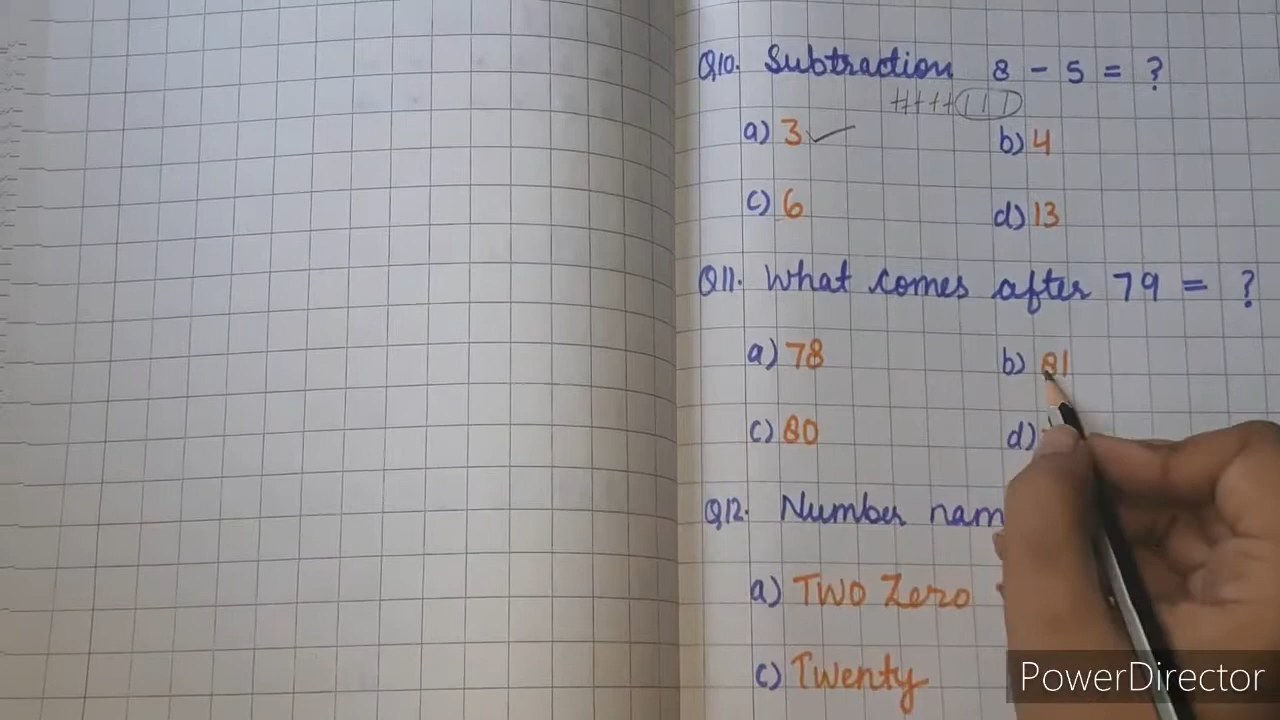 Q10. Subtraction 8 - 5 = ?
a) 3 ✓ b) 4
c) 6 d) 13
Q11. What comes after 79 = ?
a) 78 b) 81
c) 80 d)
Q12. Number nam
a) Two Zero
c) Twenty
PowerDirector